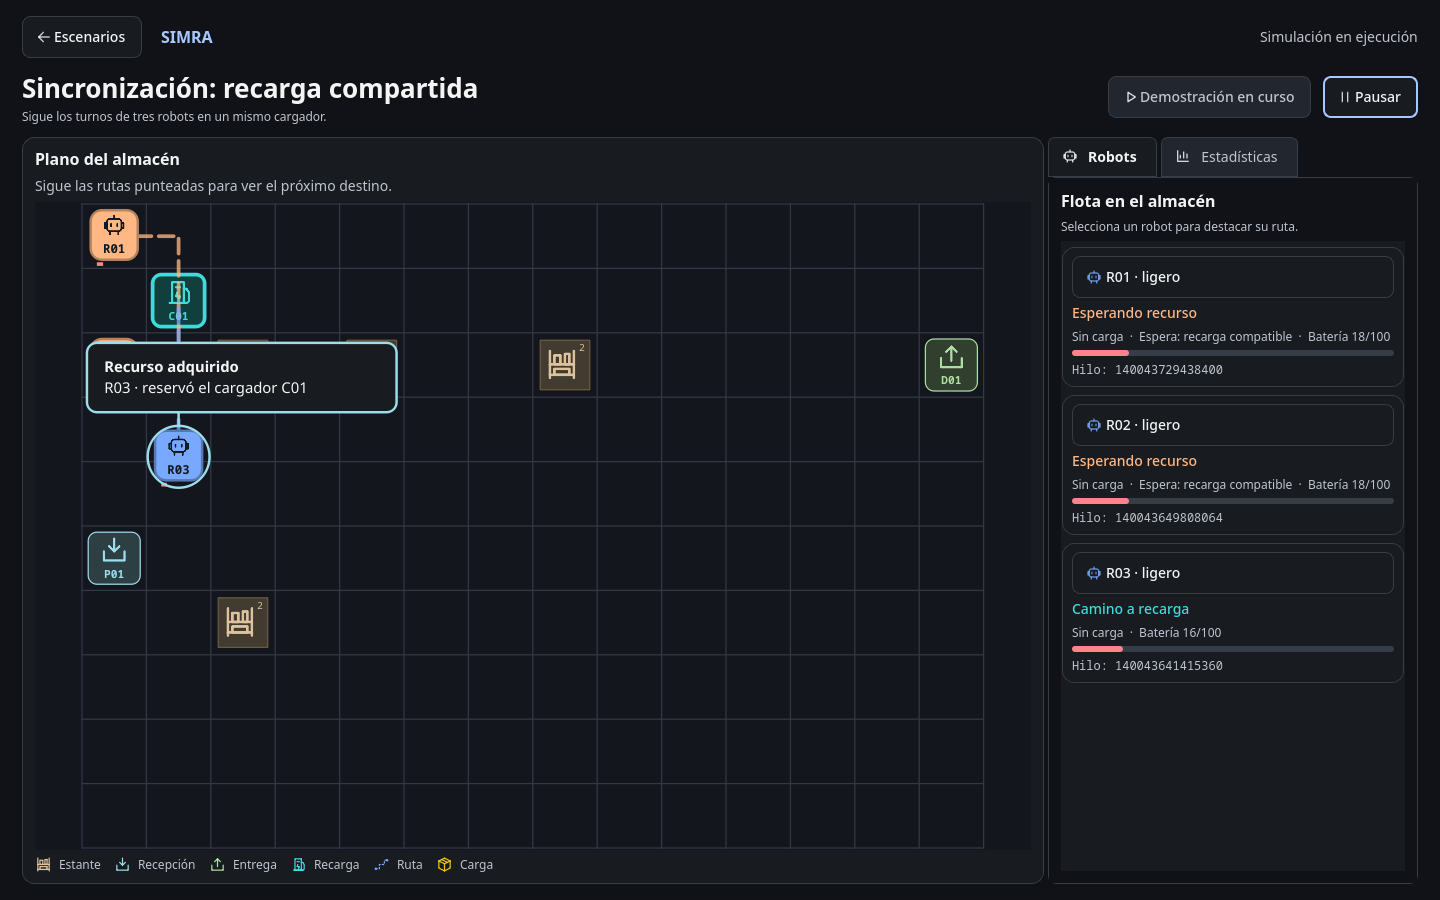 Escenarios
SIMRA
Simulación en ejecución
Sincronización: recarga compartida
Sigue los turnos de tres robots en un mismo cargador.
Demostración en curso
Pausar
Plano del almacén
Sigue las rutas punteadas para ver el próximo destino.
R01
C01
2
D01
Recurso adquirido
R03 · reservó el cargador C01
R03
P01
2
Estante
Recepción
Entrega
Recarga
Ruta
Carga
Robots
Estadísticas
Flota en el almacén
Selecciona un robot para destacar su ruta.
R01 · ligero
Esperando recurso
Sin carga · Espera: recarga compatible · Batería 18/100
Hilo: 140043729438400
R02 · ligero
Esperando recurso
Sin carga · Espera: recarga compatible · Batería 18/100
Hilo: 140043649808064
R03 · ligero
Camino a recarga
Sin carga · Batería 16/100
Hilo: 140043641415360